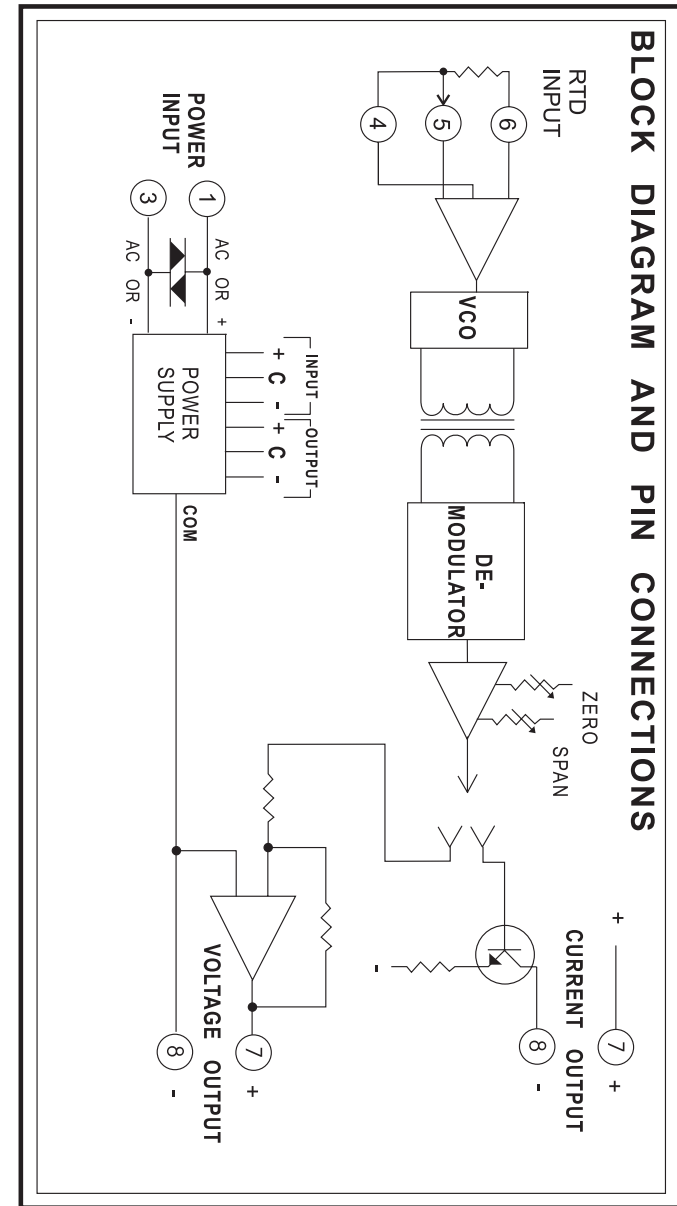 BLOCK DIAGRAM AND PIN CONNECTIONS
RTD
INPUT
6
5
4
VCO
DE-
MODULATOR
ZERO
SPAN
+
7
+
CURRENT OUTPUT
8
-
-
POWER
INPUT
1
3
AC OR +
AC OR -
POWER
SUPPLY
INPUT
+ C -
OUTPUT
+ C -
COM
VOLTAGE OUTPUT
7
+
8
-